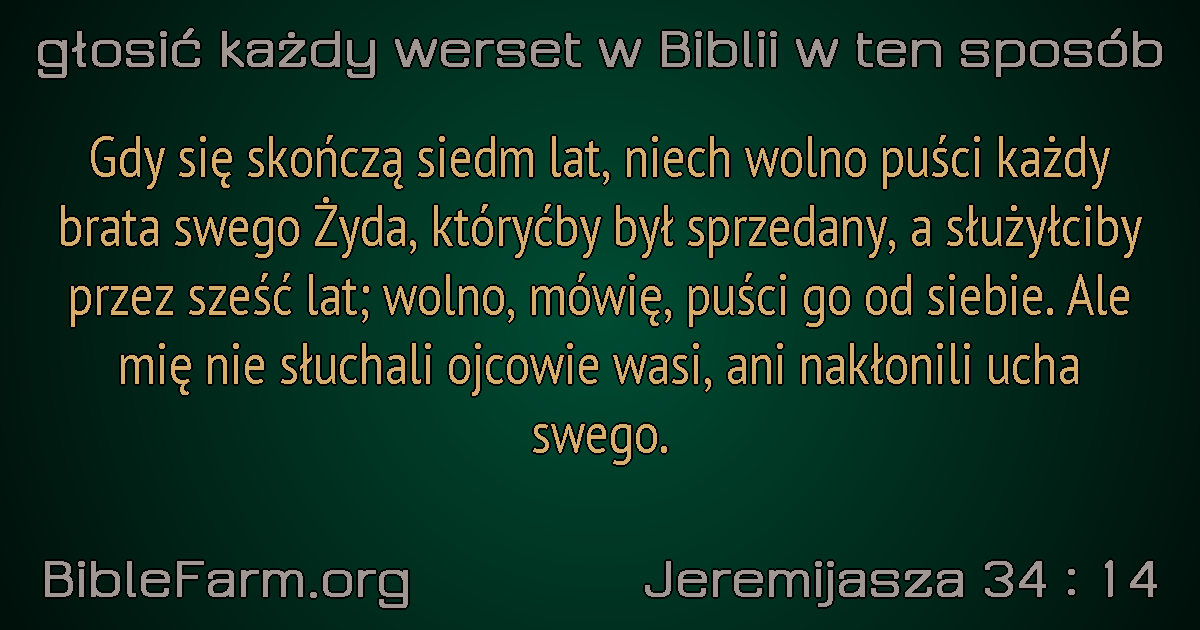 głosić każdy werset w Biblii w ten sposób
Gdy się skończą siedm lat, niech wolno puści każdy
brata swego Żyda, któryćby był sprzedany, a służyłciby
przez sześć lat; wolno, mówię, puści go od siebie. Ale
mię nie słuchali ojcowie wasi, ani nakłonili ucha
swego.
BibleFarm.org
Jeremijasza 34 : 14